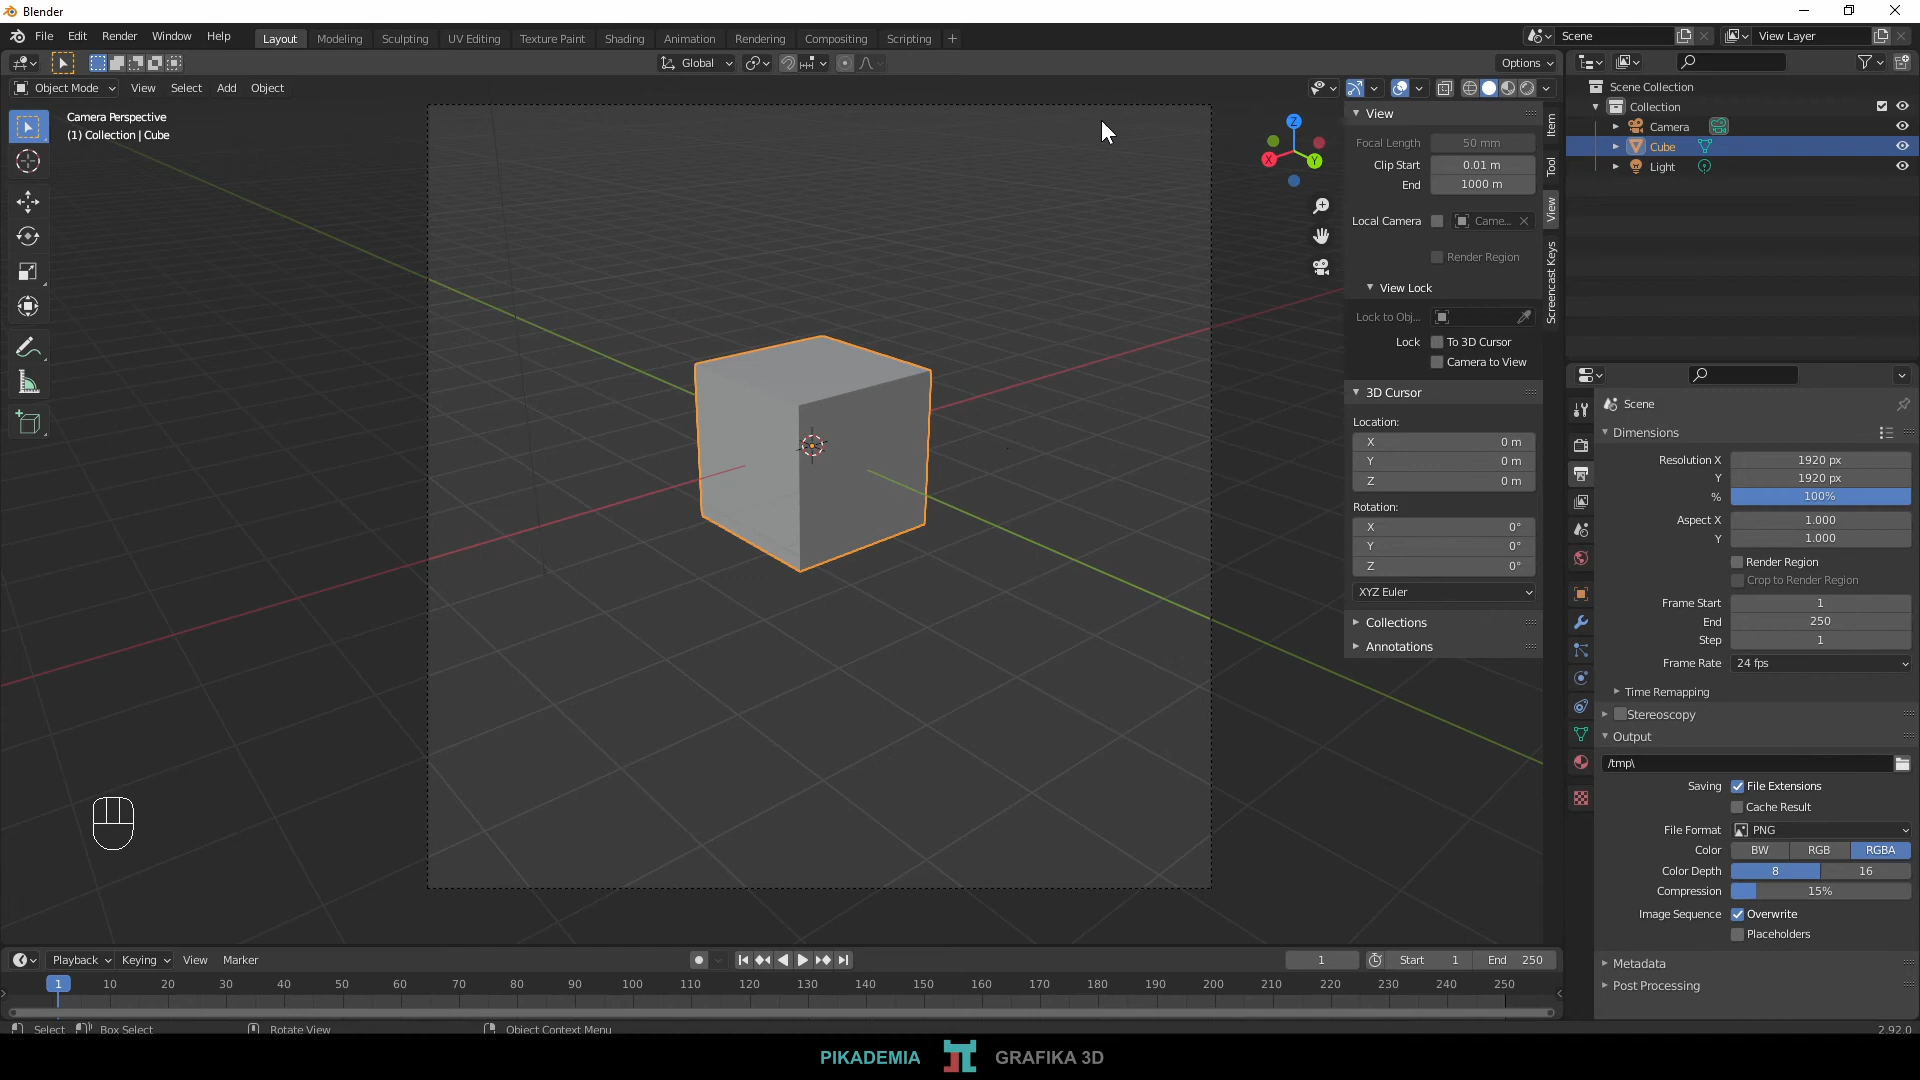 Blender
File Edit Render Window Help Layout Modeling Sculpting UV Editing Texture Paint Shading Animation Rendering Compositing Scripting + Scene View Layer
Global Options
Object Mode View Select Add Object
Camera Perspective
(1) Collection | Cube
Z
X
Y
View
Focal Length 50 mm
Clip Start 0.01 m
End 1000 m
Local Camera Came...
Render Region
View Lock
Lock to Obj...
Lock To 3D Cursor
Camera to View
3D Cursor
Location:
X 0 m
Y 0 m
Z 0 m
Rotation:
X 0°
Y 0°
Z 0°
XYZ Euler
Collections
Annotations
Item
Tool
View
Screencast Keys
Scene Collection
Collection
Camera
Cube
Light
Scene
Dimensions
Resolution X 1920 px
Y 1920 px
% 100%
Aspect X 1.000
Y 1.000
Render Region
Crop to Render Region
Frame Start 1
End 250
Step 1
Frame Rate 24 fps
Time Remapping
Stereoscopy
Output
/tmp\
Saving File Extensions
Cache Result
File Format PNG
Color BW RGB RGBA
Color Depth 8 16
Compression 15%
Image Sequence Overwrite
Placeholders
Metadata
Post Processing
Playback Keying View Marker 1 Start 1 End 250
1 10 20 30 40 50 60 70 80 90 100 110 120 130 140 150 160 170 180 190 200 210 220 230 240 250
Select Box Select Rotate View Object Context Menu 2.92.0
PIKADEMIA GRAFIKA 3D